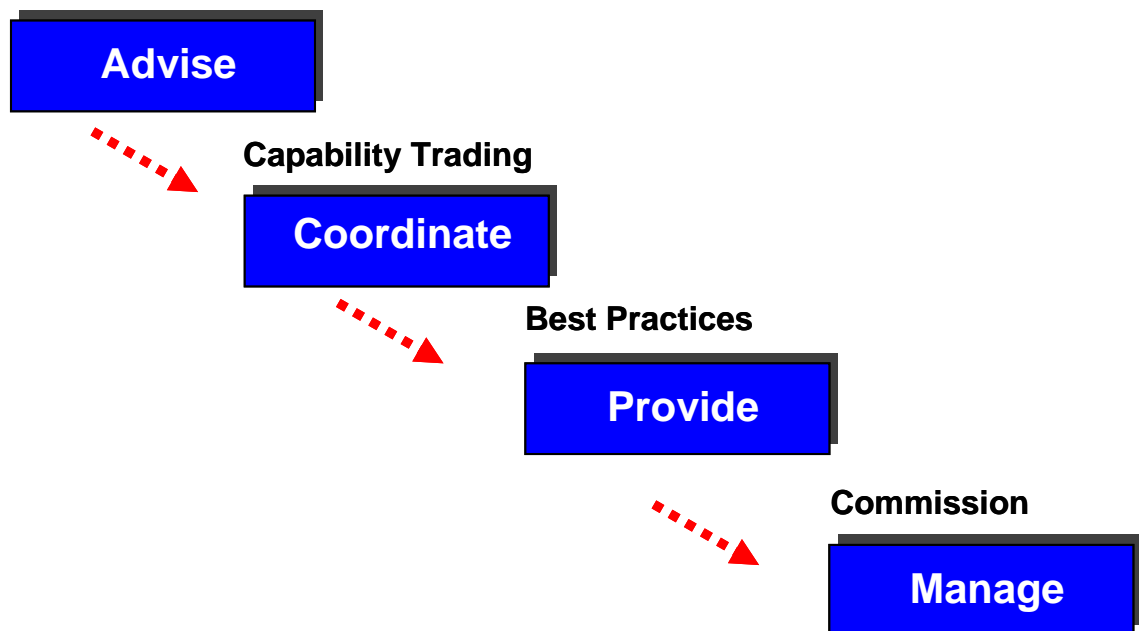 Advise
Capability Trading
Coordinate
Best Practices
Provide
Commission
Manage